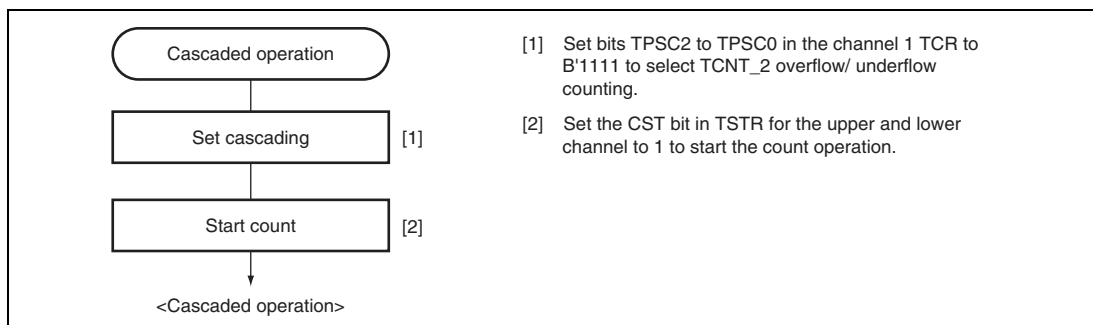 Cascaded operation
Set cascading
[1]
Start count
[2]
<Cascaded operation>
[1] Set bits TPSC2 to TPSC0 in the channel 1 TCR to
B'1111 to select TCNT_2 overflow/ underflow
counting.
[2] Set the CST bit in TSTR for the upper and lower
channel to 1 to start the count operation.